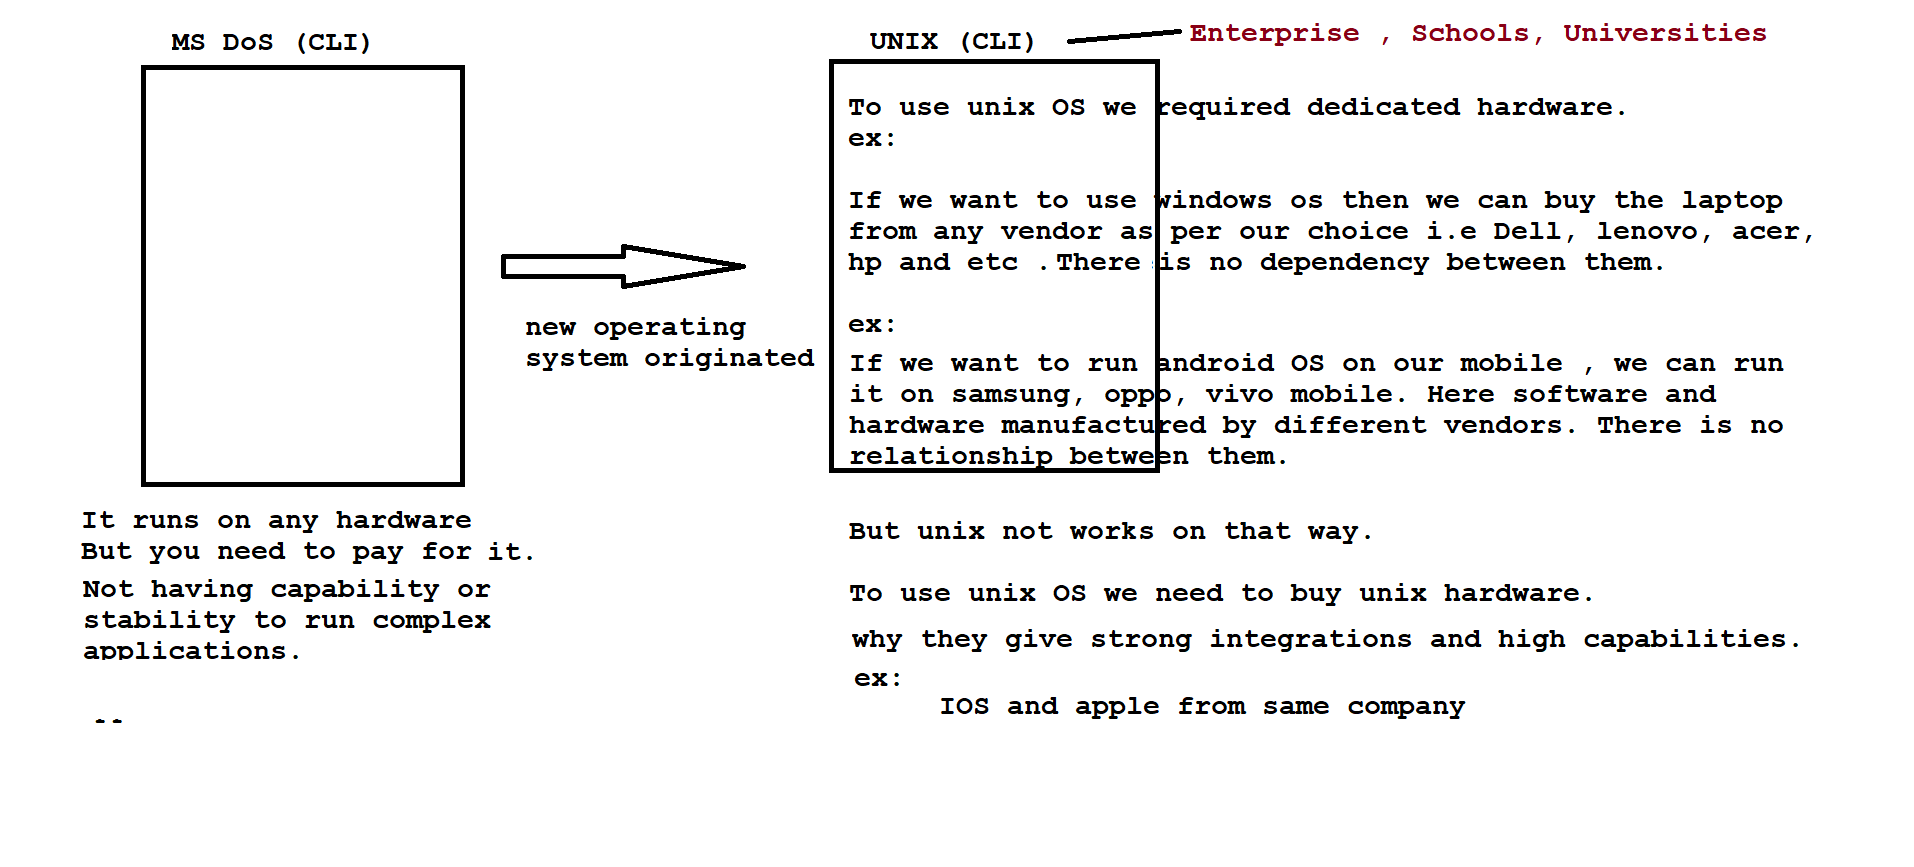 MS DoS (CLI)
It runs on any hardware
But you need to pay for it.
Not having capability or
stability to run complex
applications.
new operating
system originated
UNIX (CLI)
Enterprise , Schools, Universities
To use unix OS we required dedicated hardware.
ex:
If we want to use windows os then we can buy the laptop
from any vendor as per our choice i.e Dell, lenovo, acer,
hp and etc . There is no dependency between them.
ex:
If we want to run android OS on our mobile , we can run
it on samsung, oppo, vivo mobile. Here software and
hardware manufactured by different vendors. There is no
relationship between them.
But unix not works on that way.
To use unix OS we need to buy unix hardware.
why they give strong integrations and high capabilities.
ex:
IOS and apple from same company